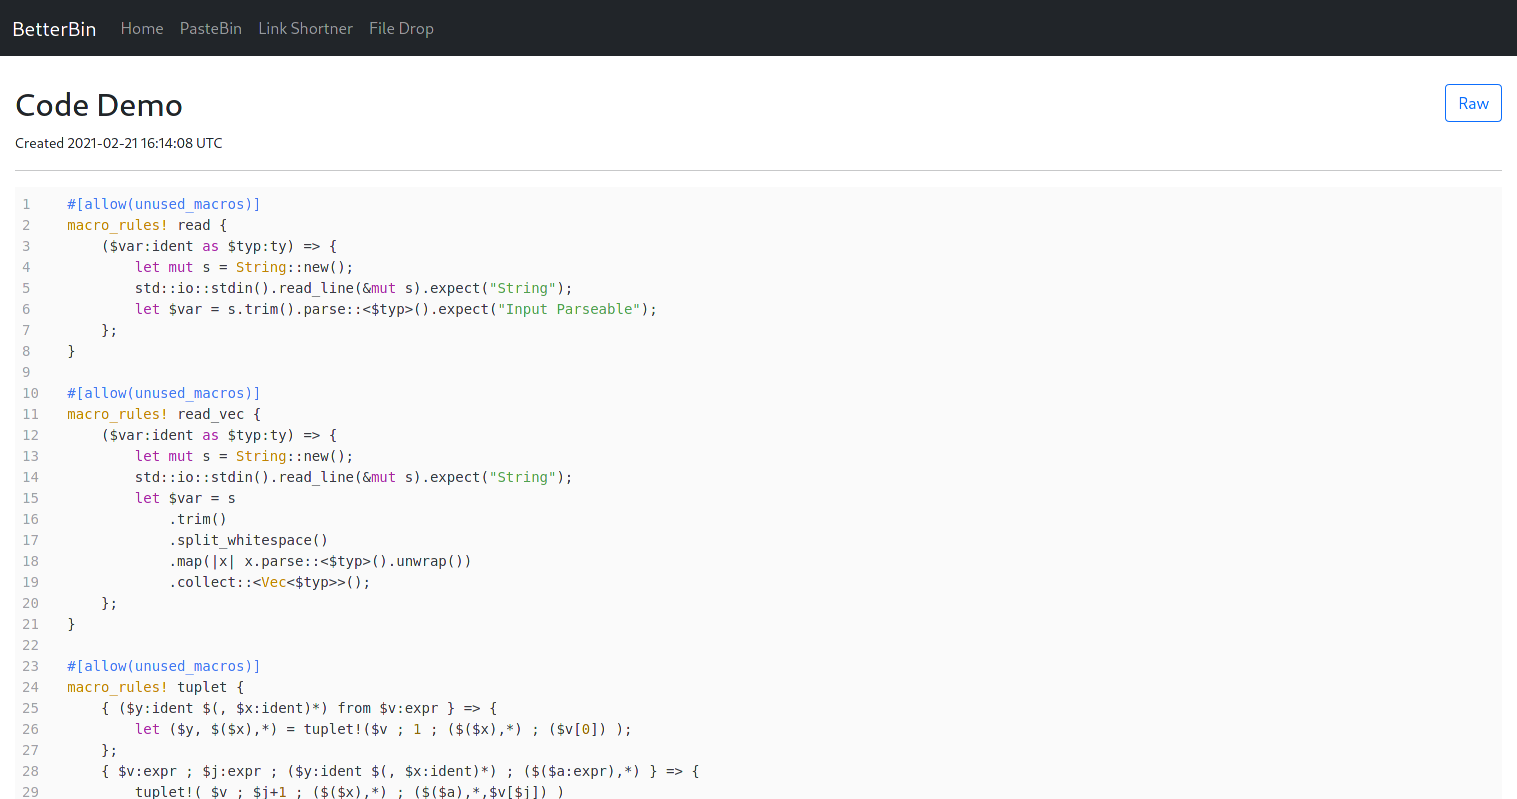 BetterBin Home PasteBin Link Shortner File Drop
Code Demo
Raw
Created 2021-02-21 16:14:08 UTC
1 #[allow(unused_macros)]
2 macro_rules! read {
3     ($var:ident as $typ:ty) => {
4         let mut s = String::new();
5         std::io::stdin().read_line(&mut s).expect("String");
6         let $var = s.trim().parse::<$typ>().expect("Input Parseable");
7     };
8 }
9
10 #[allow(unused_macros)]
11 macro_rules! read_vec {
12     ($var:ident as $typ:ty) => {
13         let mut s = String::new();
14         std::io::stdin().read_line(&mut s).expect("String");
15         let $var = s
16             .trim()
17             .split_whitespace()
18             .map(|x| x.parse::<$typ>().unwrap())
19             .collect::<Vec<$typ>>();
20     };
21 }
22
23 #[allow(unused_macros)]
24 macro_rules! tuplet {
25     { ($y:ident $(, $x:ident)*) from $v:expr } => {
26         let ($y, $($x),*) = tuplet!($v ; 1 ; ($($x),*) ; ($v[0]) );
27     };
28     { $v:expr ; $j:expr ; ($y:ident $(, $x:ident)*) ; ($($a:expr),*) } => {
29         tuplet!( $v ; $j+1 ; ($($x),*) ; ($($a),*,$v[$j]) )